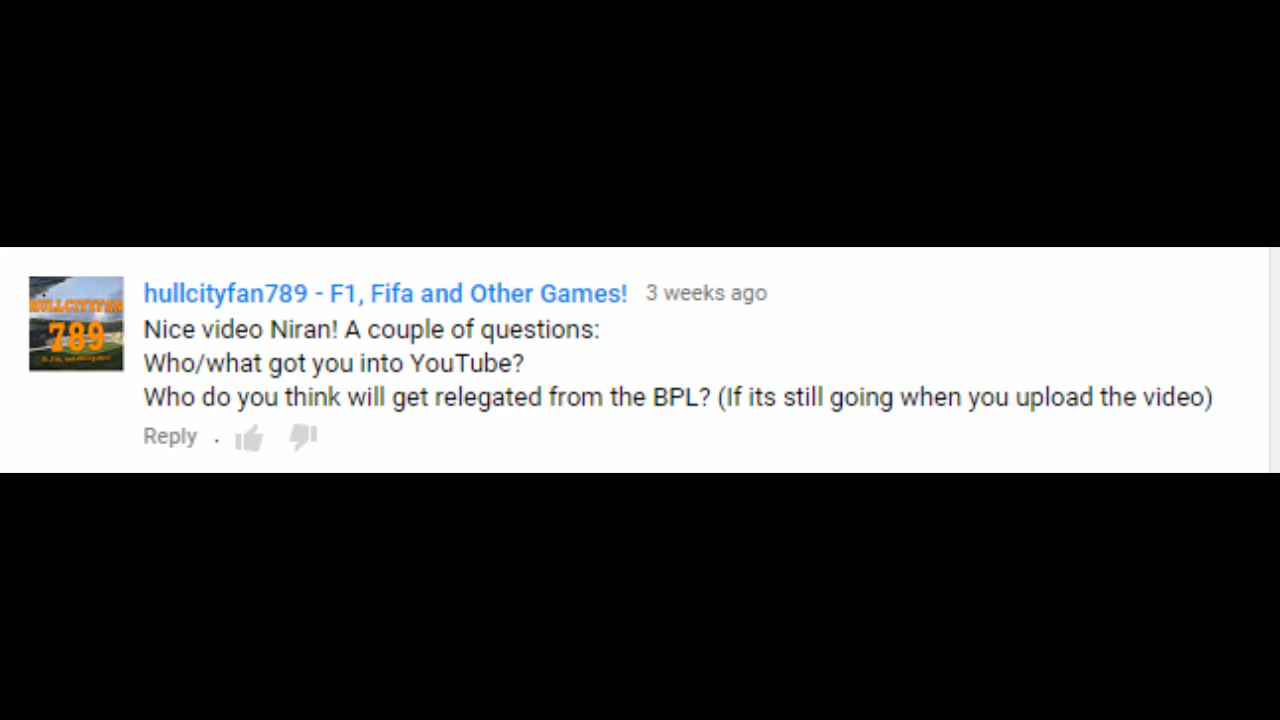 HULLCITYFAN
789
hullcityfan789 - F1, Fifa and Other Games! 3 weeks ago
Nice video Niran! A couple of questions:
Who/what got you into YouTube?
Who do you think will get relegated from the BPL? (If its still going when you upload the video)
Reply .